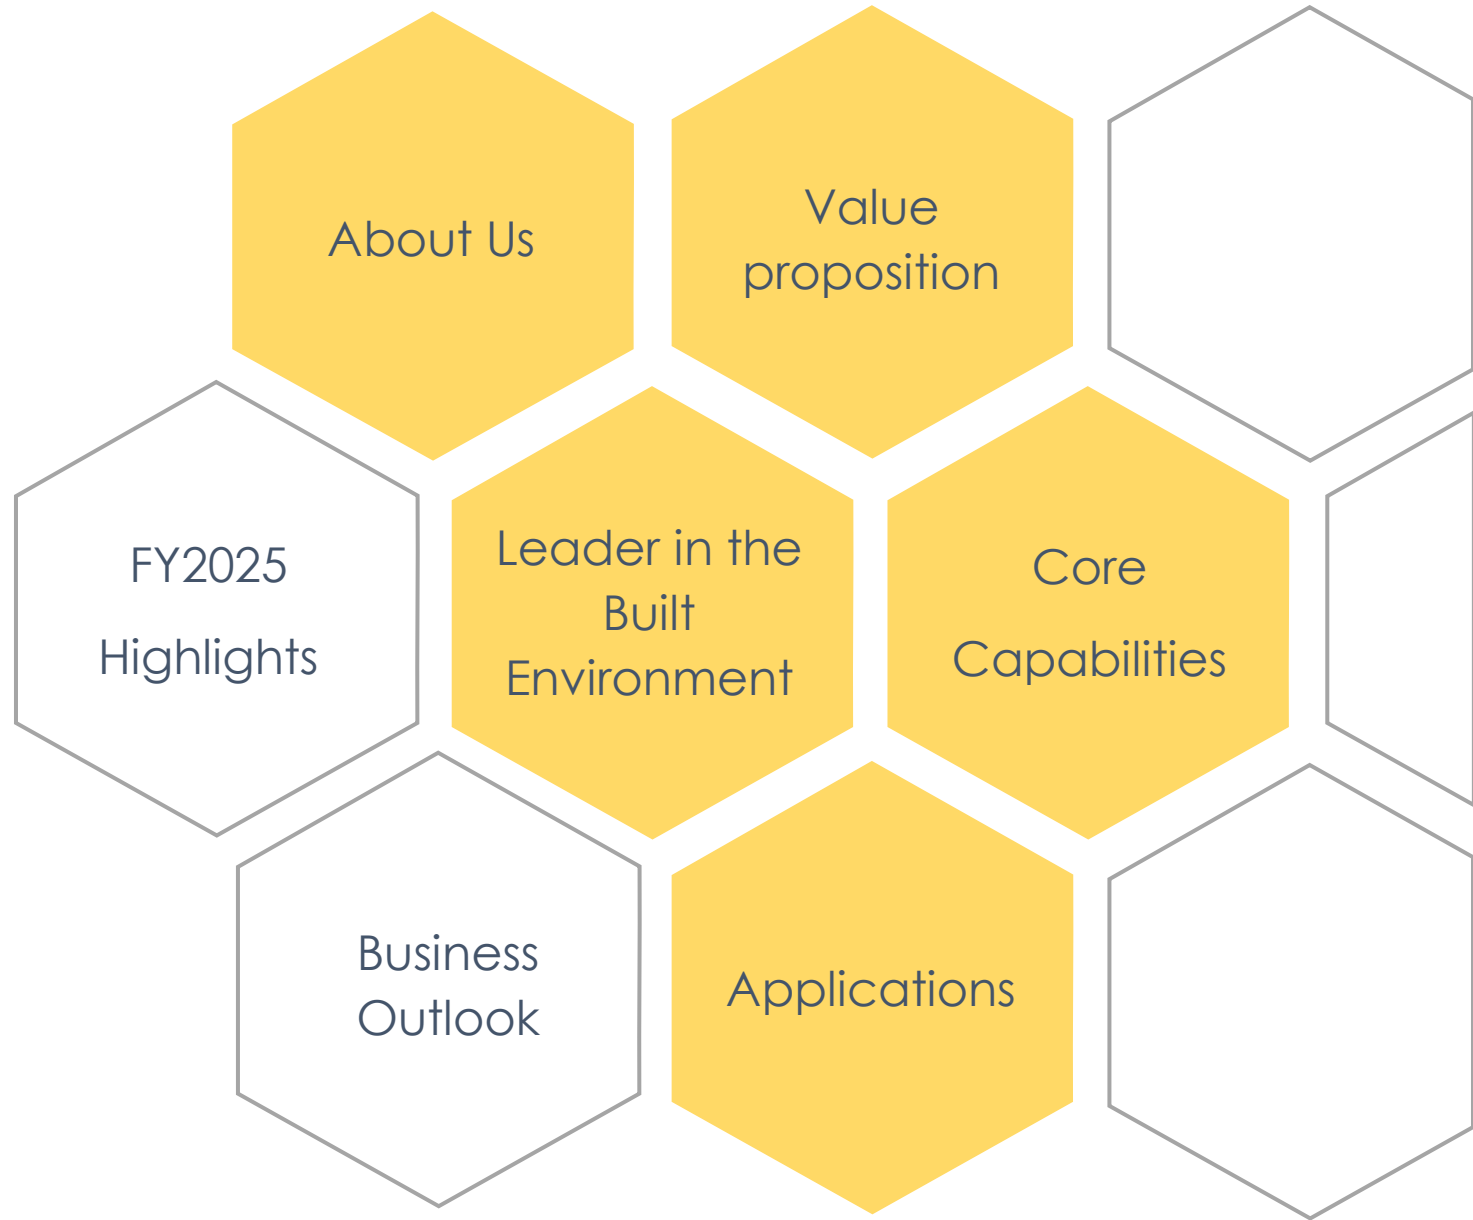 About Us
Value
proposition
FY2025
Highlights
Leader in the
Built
Environment
Core
Capabilities
Business
Outlook
Applications